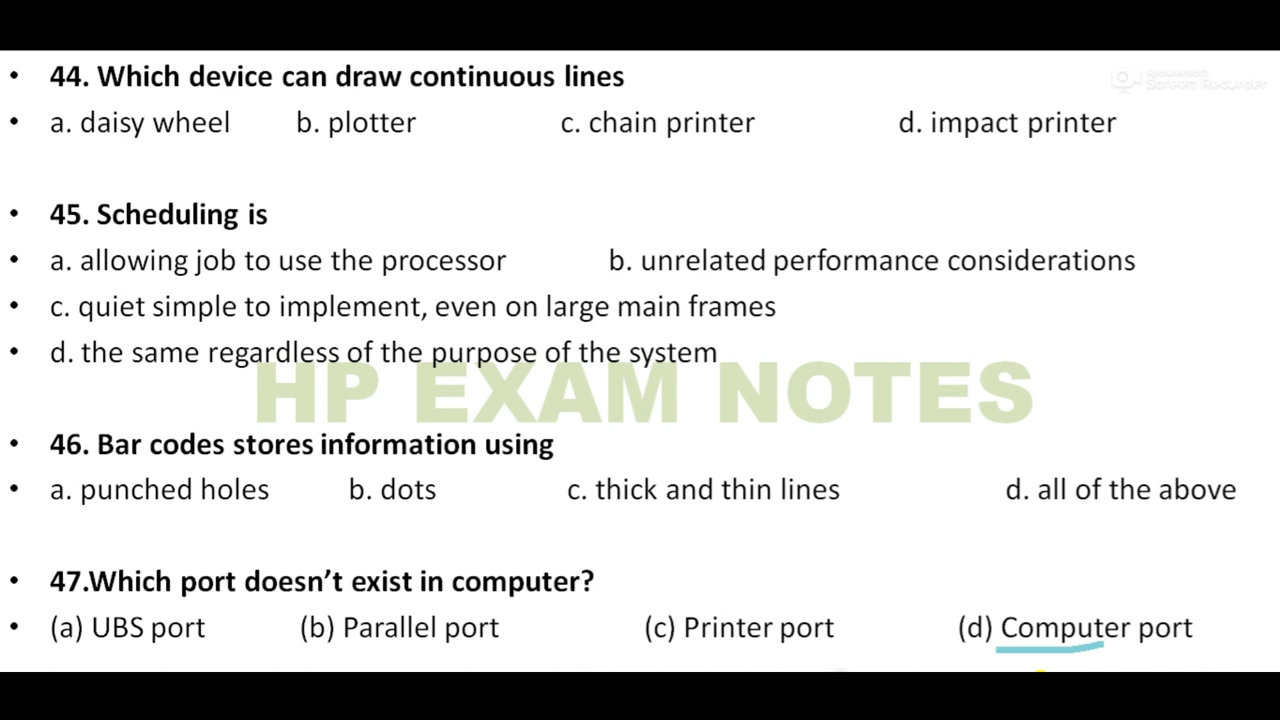 • 44. Which device can draw continuous lines
Apowersoft
Screen Recorder
• a. daisy wheel b. plotter c. chain printer d. impact printer
• 45. Scheduling is
• a. allowing job to use the processor b. unrelated performance considerations
• c. quiet simple to implement, even on large main frames
• d. the same regardless of the purpose of the system
HP EXAM NOTES
• 46. Bar codes stores information using
• a. punched holes b. dots c. thick and thin lines d. all of the above
• 47.Which port doesn’t exist in computer?
• (a) UBS port (b) Parallel port (c) Printer port (d) Computer port